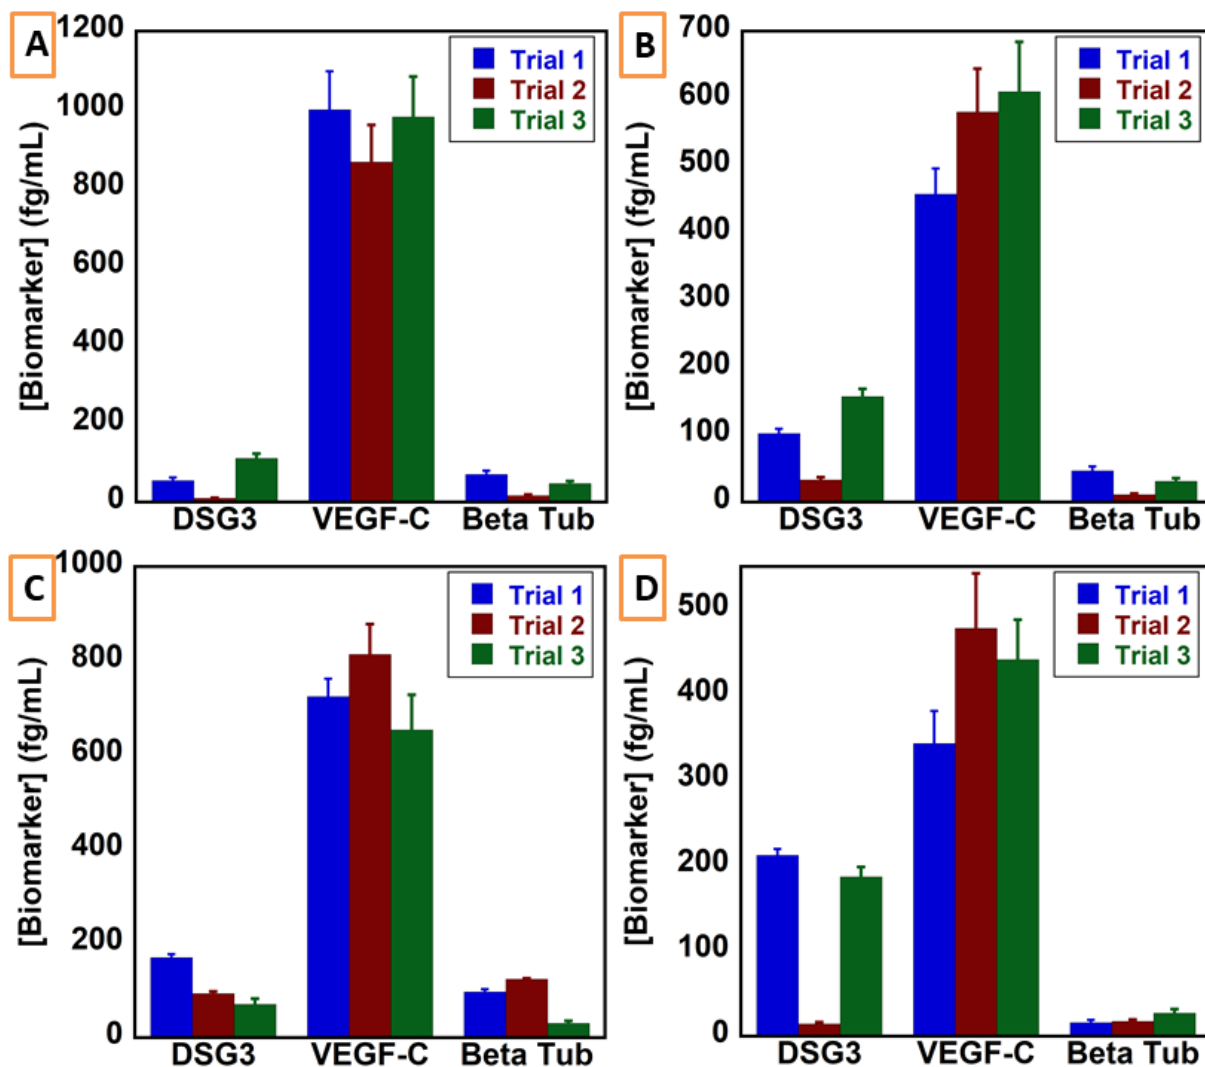 A
1200
1000
800
600
400
200
0
[Biomarker] (fg/mL)
Trial 1
Trial 2
Trial 3
DSG3 VEGF-C Beta Tub
B
700
600
500
400
300
200
100
0
[Biomarker] (fg/mL)
Trial 1
Trial 2
Trial 3
DSG3 VEGF-C Beta Tub
C
1000
800
600
400
200
0
[Biomarker] (fg/mL)
Trial 1
Trial 2
Trial 3
DSG3 VEGF-C Beta Tub
D
500
400
300
200
100
0
[Biomarker] (fg/mL)
Trial 1
Trial 2
Trial 3
DSG3 VEGF-C Beta Tub